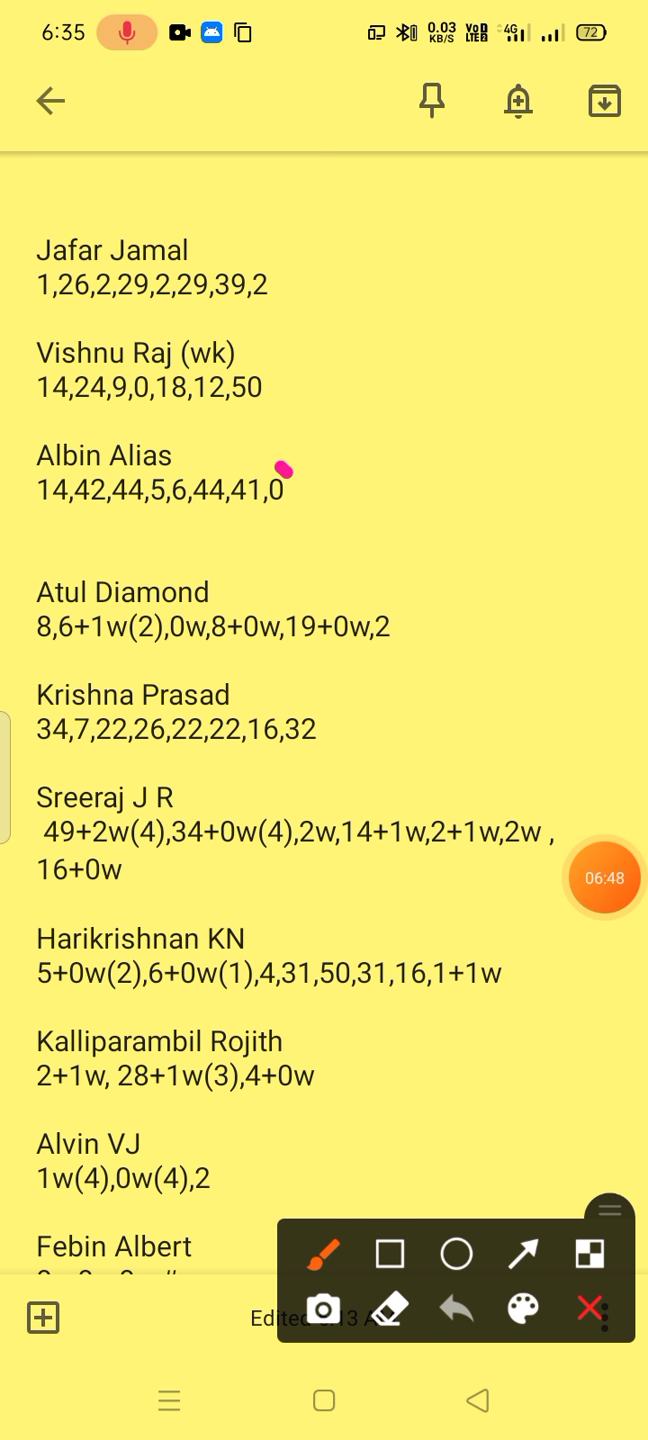 6:35
0.03
KB/S
VoD
LTE2
4G
72
Jafar Jamal
1,26,2,29,2,29,39,2
Vishnu Raj (wk)
14,24,9,0,18,12,50
Albin Alias
14,42,44,5,6,44,41,0
Atul Diamond
8,6+1w(2),0w,8+0w,19+0w,2
Krishna Prasad
34,7,22,26,22,22,16,32
Sreeraj J R
49+2w(4),34+0w(4),2w,14+1w,2+1w,2w ,
16+0w
06:48
Harikrishnan KN
5+0w(2),6+0w(1),4,31,50,31,16,1+1w
Kalliparambil Rojith
2+1w, 28+1w(3),4+0w
Alvin VJ
1w(4),0w(4),2
Febin Albert